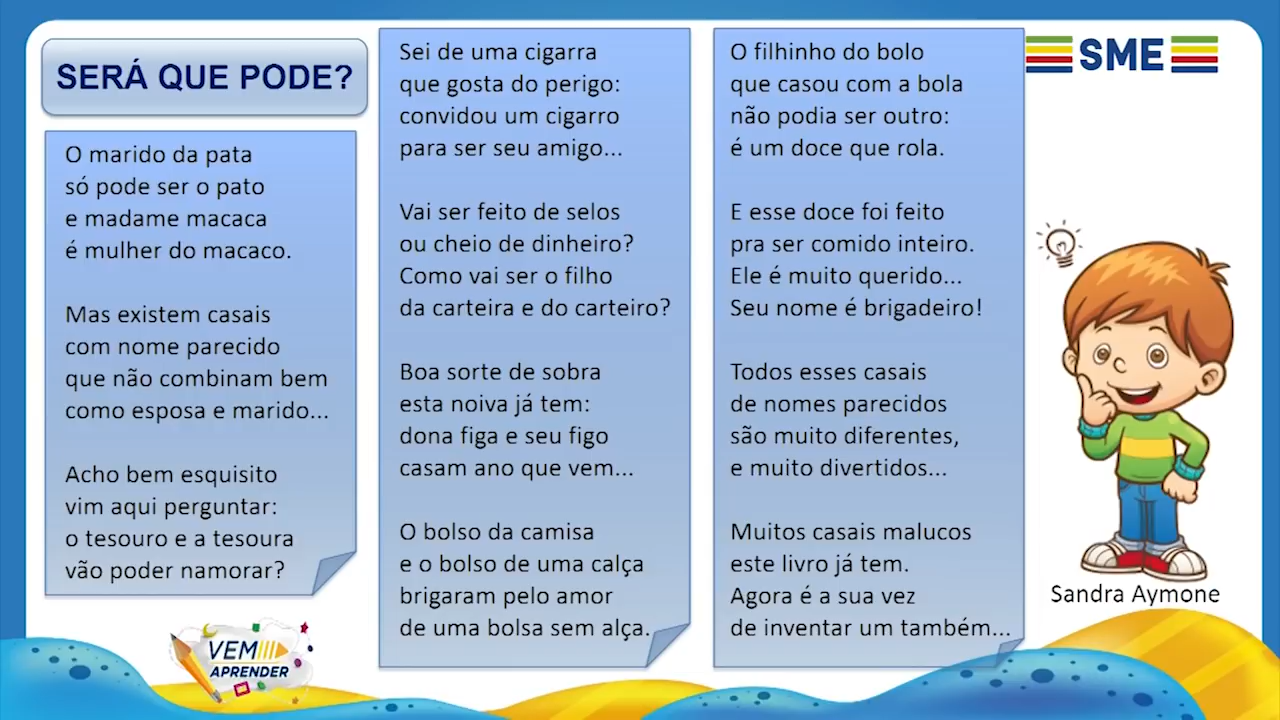 SERÁ QUE PODE?
O marido da pata
só pode ser o pato
e madame macaca
é mulher do macaco.
Mas existem casais
com nome parecido
que não combinam bem
como esposa e marido...
Acho bem esquisito
vim aqui perguntar:
o tesouro e a tesoura
vão poder namorar?
Sei de uma cigarra
que gosta do perigo:
convidou um cigarro
para ser seu amigo...
Vai ser feito de selos
ou cheio de dinheiro?
Como vai ser o filho
da carteira e do carteiro?
Boa sorte de sobra
esta noiva já tem:
dona figa e seu figo
casam ano que vem...
O bolso da camisa
e o bolso de uma calça
brigaram pelo amor
de uma bolsa sem alça.
O filhinho do bolo
que casou com a bola
não podia ser outro:
é um doce que rola.
E esse doce foi feito
pra ser comido inteiro.
Ele é muito querido...
Seu nome é brigadeiro!
Todos esses casais
de nomes parecidos
são muito diferentes,
e muito divertidos...
Muitos casais malucos
este livro já tem.
Agora é a sua vez
de inventar um também...
SME
Sandra Aymone
VEM
APRENDER